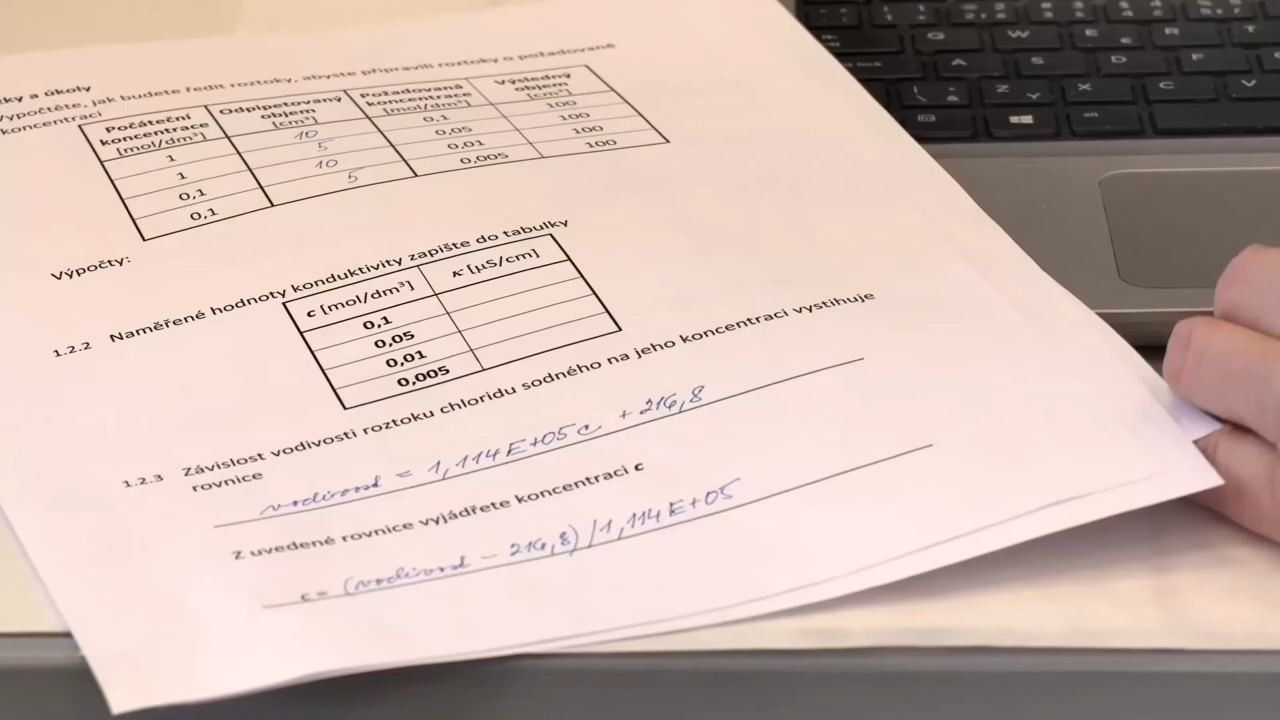 zky a úkoly
Vypočtěte, jak budete ředit roztoky, abyste připravili roztoky o požadované
koncentraci
Počáteční koncentrace [mol/dm³] Odpipetovaný objem [cm³] Požadovaná koncentrace [mol/dm³] Výsledný objem [cm³]
1 10 0,1 100
1 5 0,05 100
0,1 10 0,01 100
0,1 5 0,005 100
Výpočty:
1.2.2 Naměřené hodnoty konduktivity zapište do tabulky
c [mol/dm³] κ [μS/cm]
0,1
0,05
0,01
0,005
1.2.3 Závislost vodivosti roztoku chloridu sodného na jeho koncentraci vystihuje
rovnice
vodivost = 1,114E+05 c + 216,8
Z uvedené rovnice vyjádřete koncentraci c
c = (vodivost - 216,8) / 1,114E+05
Q W E € R T
A S D F
Y X C V